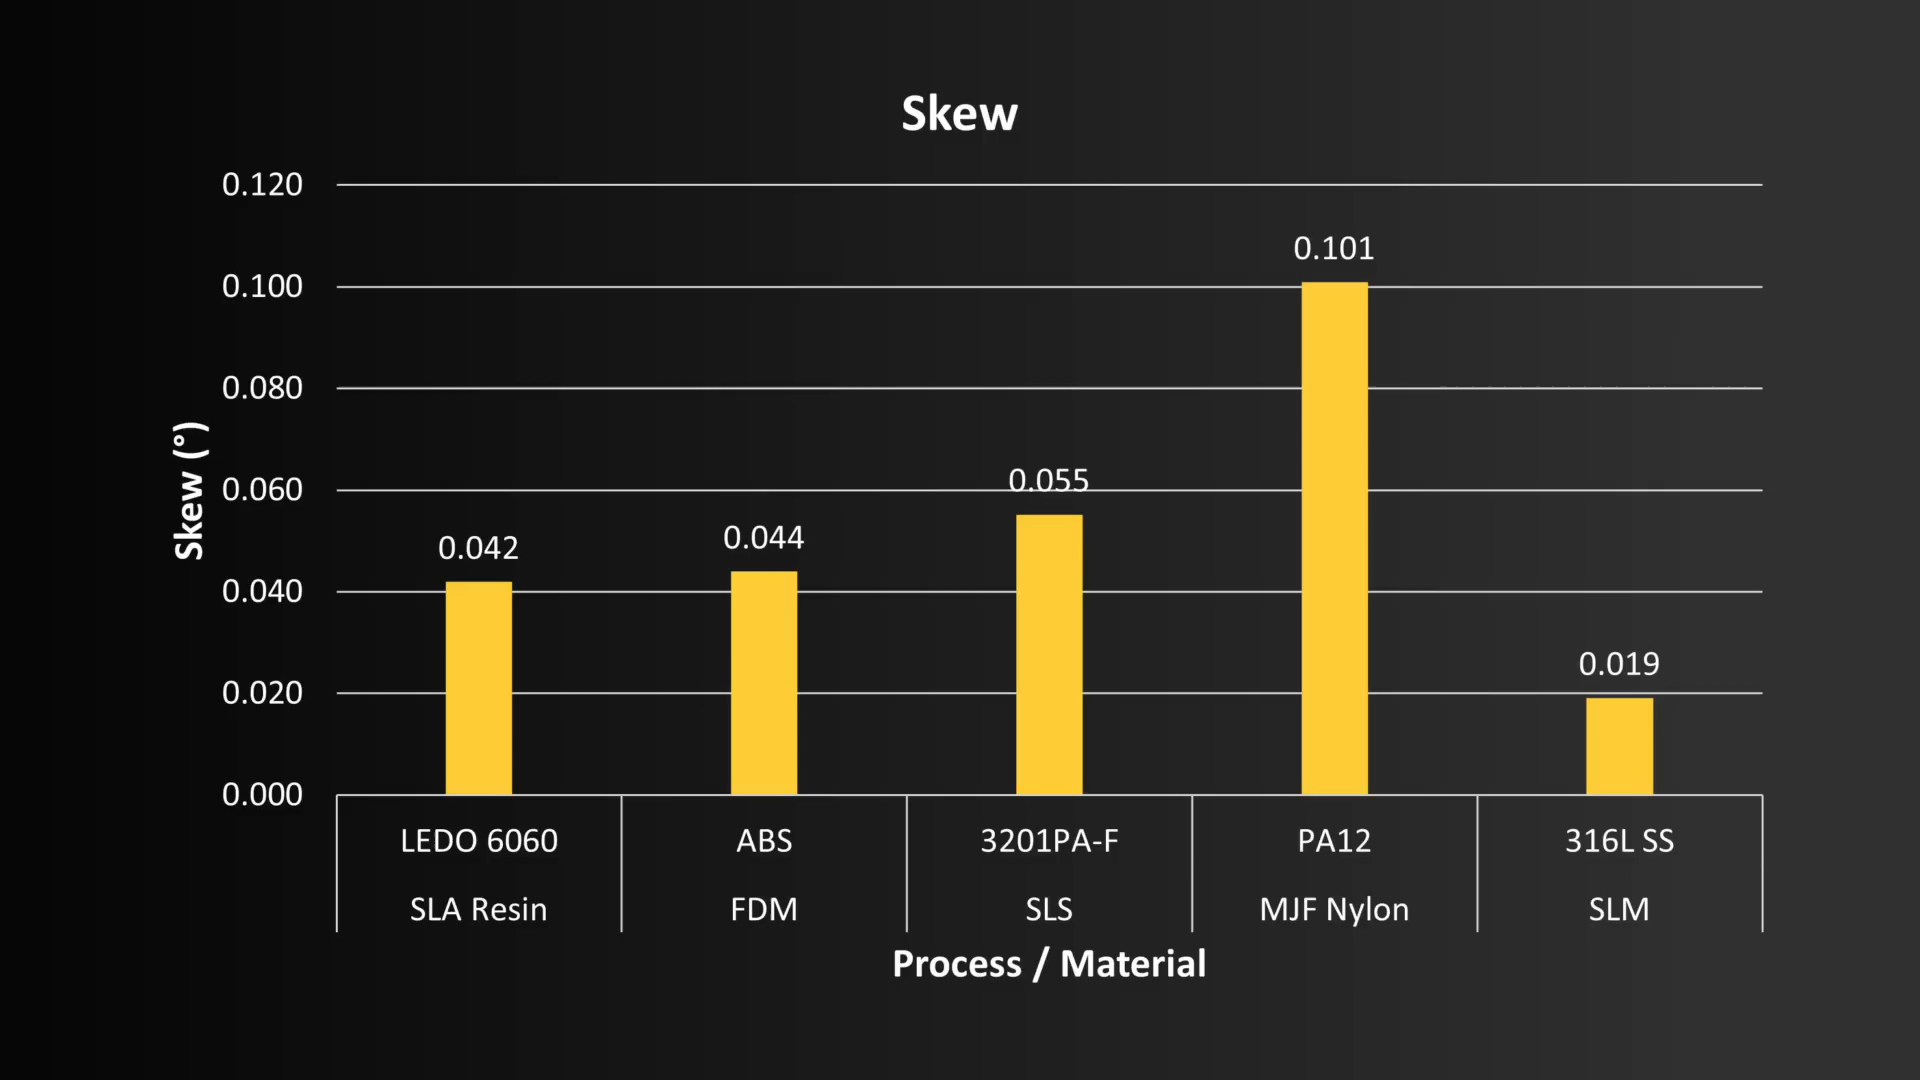 Skew
0.120
0.100
0.080
0.060
0.040
0.020
0.000
Skew (°)
0.042
0.044
0.055
0.101
0.019
LEDO 6060
ABS
3201PA-F
PA12
316L SS
SLA Resin
FDM
SLS
MJF Nylon
SLM
Process / Material